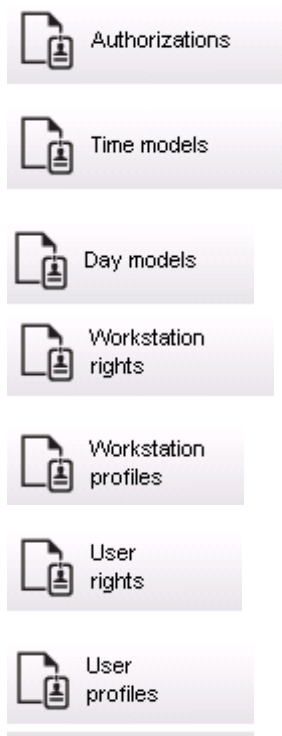 Authorizations
Time models
Day models
Workstation
rights
Workstation
profiles
User
rights
User
profiles